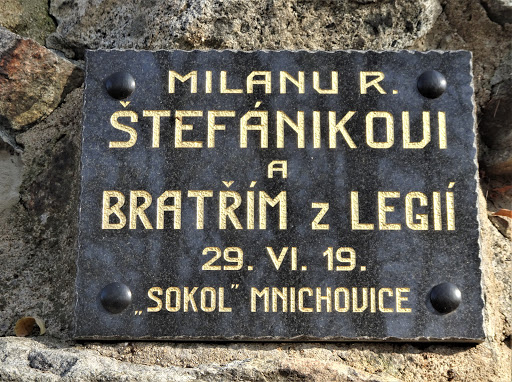 MILANU R.
ŠTEFÁNIKOVI
A
BRATŘÍM z LEGIÍ
29. VI. 19.
„SOKOL" MNICHOVICE